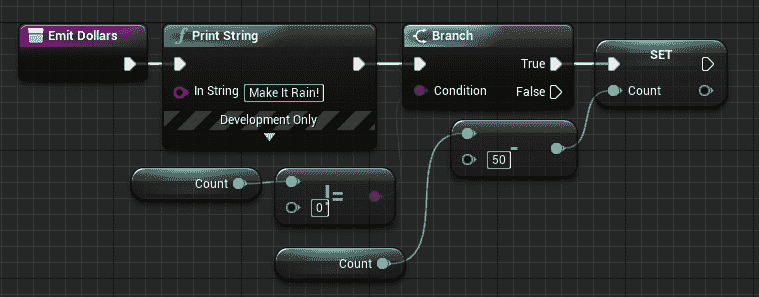 Emit Dollars
Print String
In String Make It Rain!
Development Only
Branch
True
Condition False
SET
Count
50 -
Count
0 !=
Count